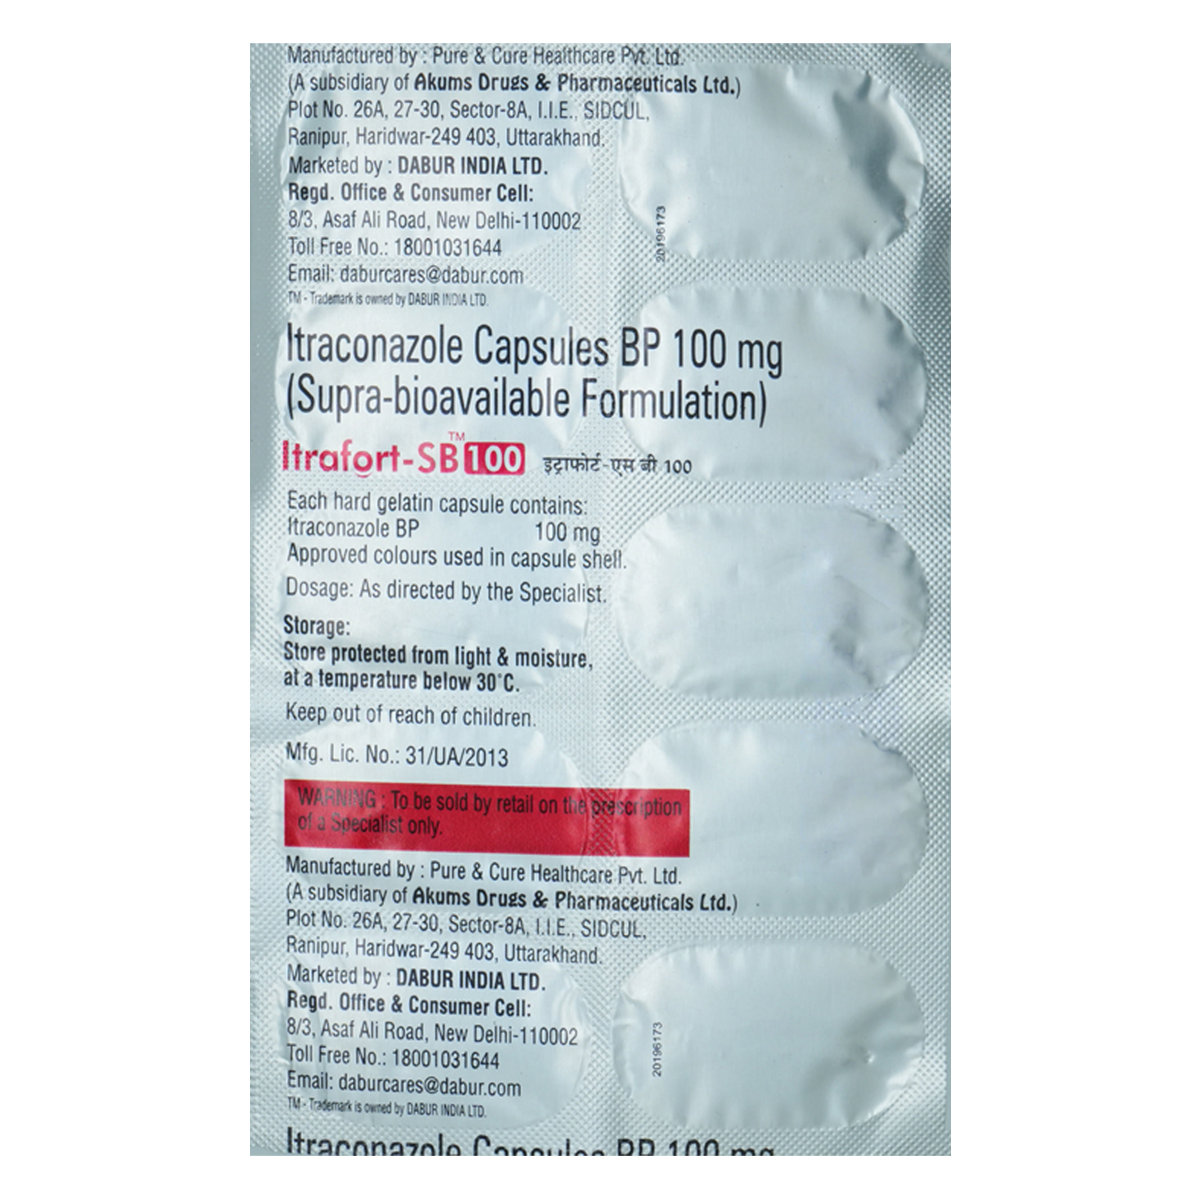 Manufactured by : Pure & Cure Healthcare Pvt. Ltd.
(A subsidiary of Akums Drugs & Pharmaceuticals Ltd.)
Plot No. 26A, 27-30, Sector-8A, I.I.E., SIDCUL,
Ranipur, Haridwar-249 403, Uttarakhand.
Marketed by : DABUR INDIA LTD.
Regd. Office & Consumer Cell:
8/3, Asaf Ali Road, New Delhi-110002
Toll Free No.: 18001031644
Email: daburcares@dabur.com
TM - Trademark is owned by DABUR INDIA LTD.
20196173
Itraconazole Capsules BP 100 mg
(Supra-bioavailable Formulation)
Itrafort-SB™ 100 इट्राफोर्ट-एस बी 100
Each hard gelatin capsule contains:
Itraconazole BP 100 mg
Approved colours used in capsule shell.
Dosage: As directed by the Specialist.
Storage:
Store protected from light & moisture,
at a temperature below 30°C.
Keep out of reach of children.
Mfg. Lic. No.: 31/UA/2013
WARNING : To be sold by retail on the prescription
of a Specialist only.
Manufactured by : Pure & Cure Healthcare Pvt. Ltd.
(A subsidiary of Akums Drugs & Pharmaceuticals Ltd.)
Plot No. 26A, 27-30, Sector-8A, I.I.E., SIDCUL,
Ranipur, Haridwar-249 403, Uttarakhand.
Marketed by : DABUR INDIA LTD.
Regd. Office & Consumer Cell:
8/3, Asaf Ali Road, New Delhi-110002
Toll Free No.: 18001031644
Email: daburcares@dabur.com
TM - Trademark is owned by DABUR INDIA LTD.
20196173
Itraconazole Capsules BP 100 mg